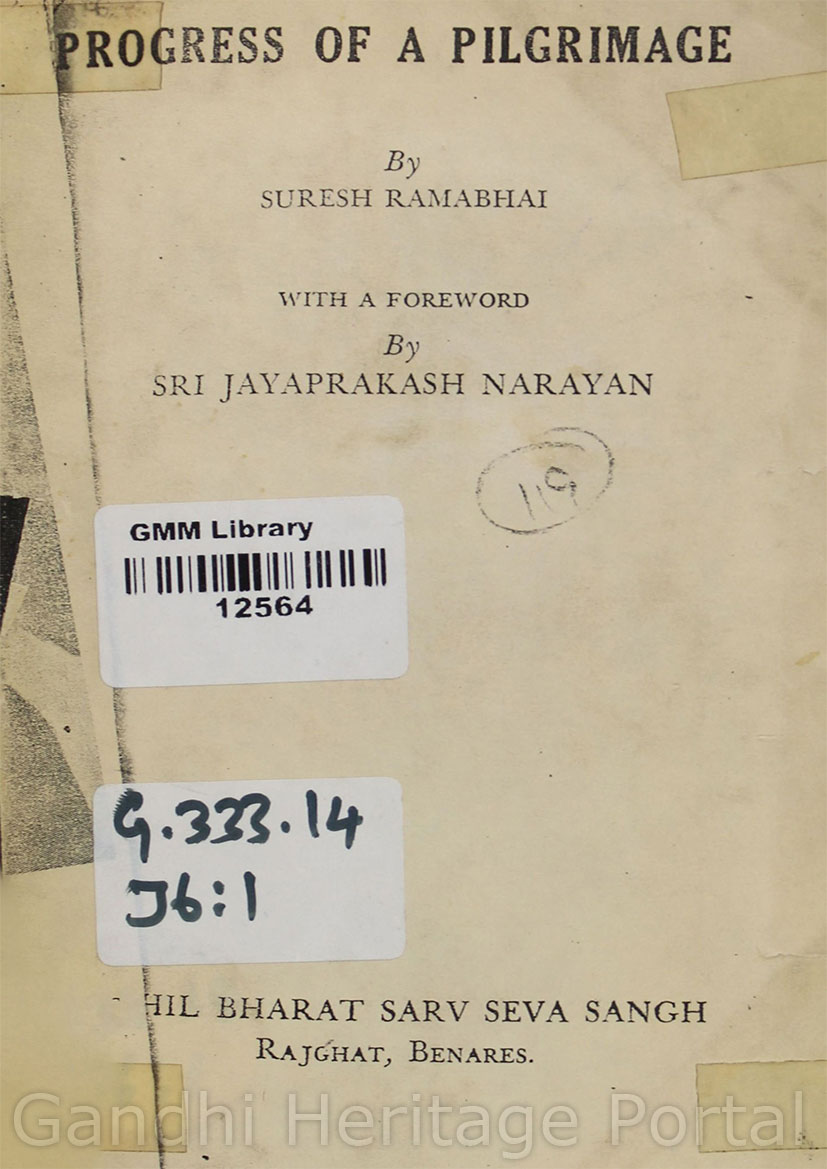 PROGRESS OF A PILGRIMAGE
By
SURESH RAMABHAI
WITH A FOREWORD
By
SRI JAYAPRAKASH NARAYAN
119
GMM Library
12564
G.333.14
J6:1
HIL BHARAT SARV SEVA SANGH
RAJGHAT, BENARES.
Gandhi Heritage Portal